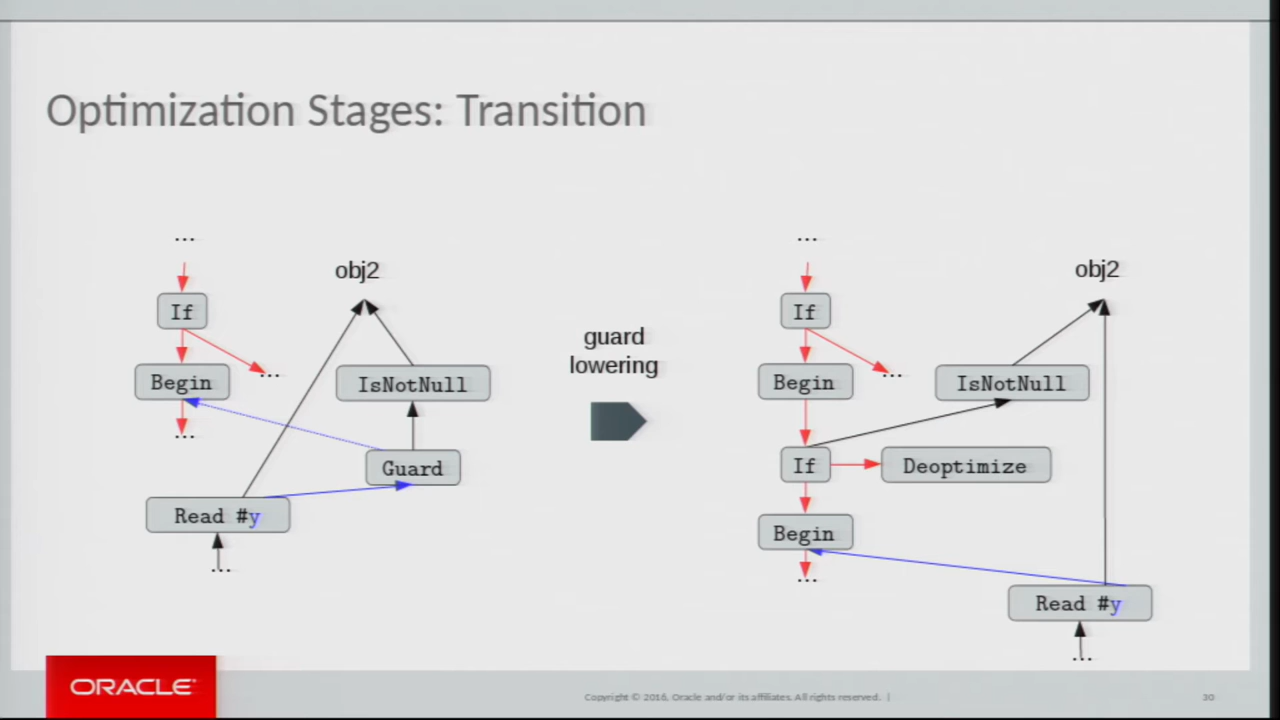 Optimization Stages: Transition
...
obj2
If
...
Begin
IsNotNull
...
Guard
Read #y
...
guard
lowering
...
obj2
If
...
Begin
IsNotNull
If
Deoptimize
Begin
...
Read #y
...
ORACLE
Copyright © 2016, Oracle and/or its affiliates. All rights reserved. |
30